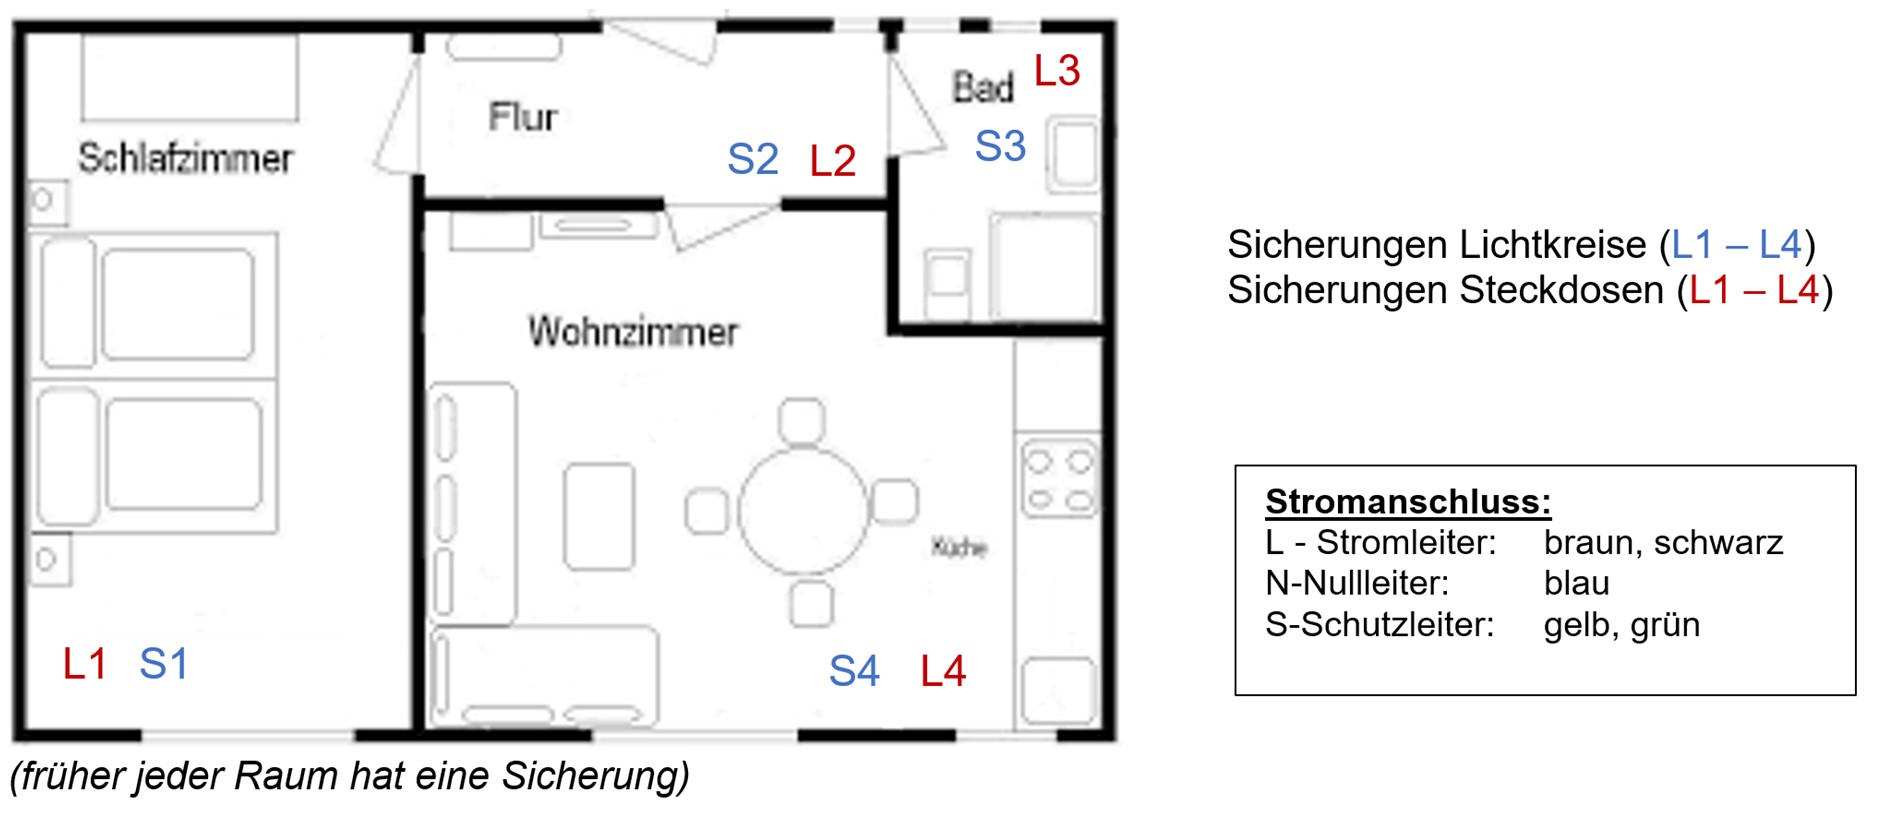 Schlafzimmer
Flur
Bad L3
S3
S2 L2
Wohnzimmer
Küche
L1 S1
S4 L4
(früher jeder Raum hat eine Sicherung)
Sicherungen Lichtkreise (L1 – L4)
Sicherungen Steckdosen (L1 – L4)
Stromanschluss:
L - Stromleiter: braun, schwarz
N-Nullleiter: blau
S-Schutzleiter: gelb, grün